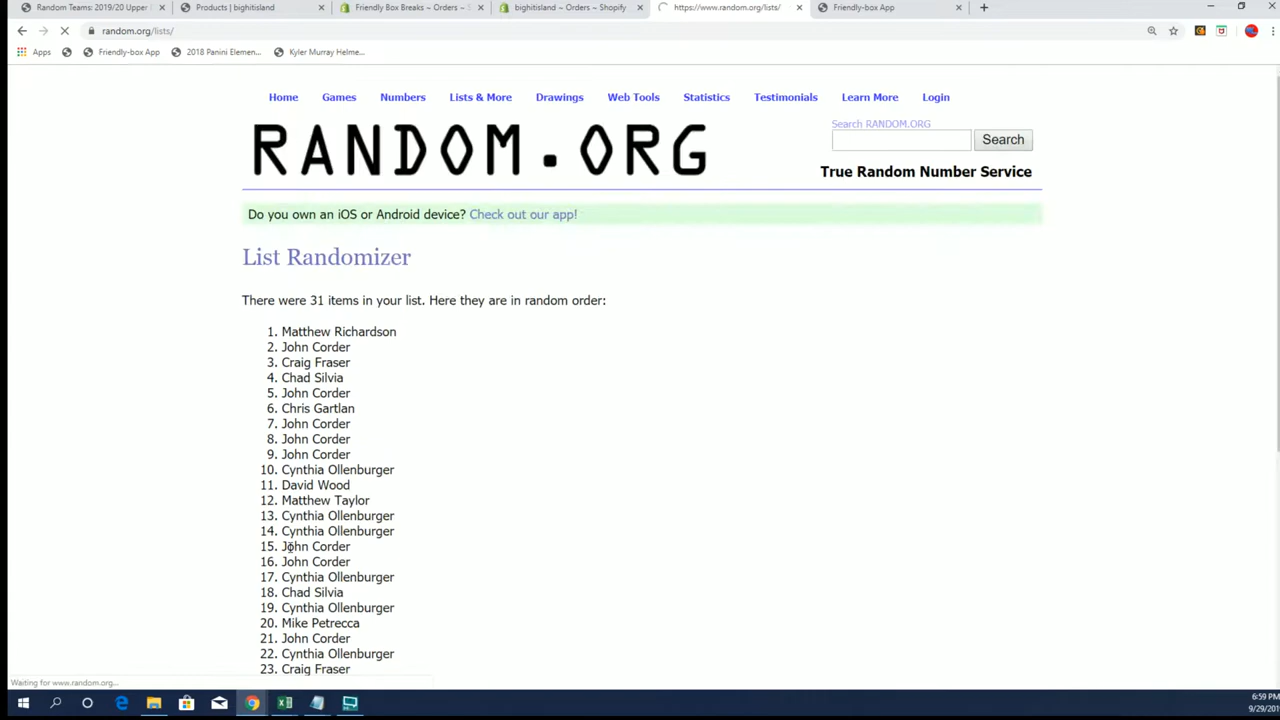 Random Teams: 2019/20 Upper
Products | bighitisland
Friendly Box Breaks ~ Orders ~ S
bighitisland ~ Orders ~ Shopify
https://www.random.org/lists/
Friendly-box App
random.org/lists/
Apps
Friendly-box App
2018 Panini Elemen...
Kyler Murray Helme...
Home
Games
Numbers
Lists & More
Drawings
Web Tools
Statistics
Testimonials
Learn More
Login
RANDOM.ORG
Search RANDOM.ORG
Search
True Random Number Service
Do you own an iOS or Android device? Check out our app!
List Randomizer
There were 31 items in your list. Here they are in random order:
1. Matthew Richardson
2. John Corder
3. Craig Fraser
4. Chad Silvia
5. John Corder
6. Chris Gartlan
7. John Corder
8. John Corder
9. John Corder
10. Cynthia Ollenburger
11. David Wood
12. Matthew Taylor
13. Cynthia Ollenburger
14. Cynthia Ollenburger
15. John Corder
16. John Corder
17. Cynthia Ollenburger
18. Chad Silvia
19. Cynthia Ollenburger
20. Mike Petrecca
21. John Corder
22. Cynthia Ollenburger
23. Craig Fraser
Waiting for www.random.org...
6:59 PM
9/29/201